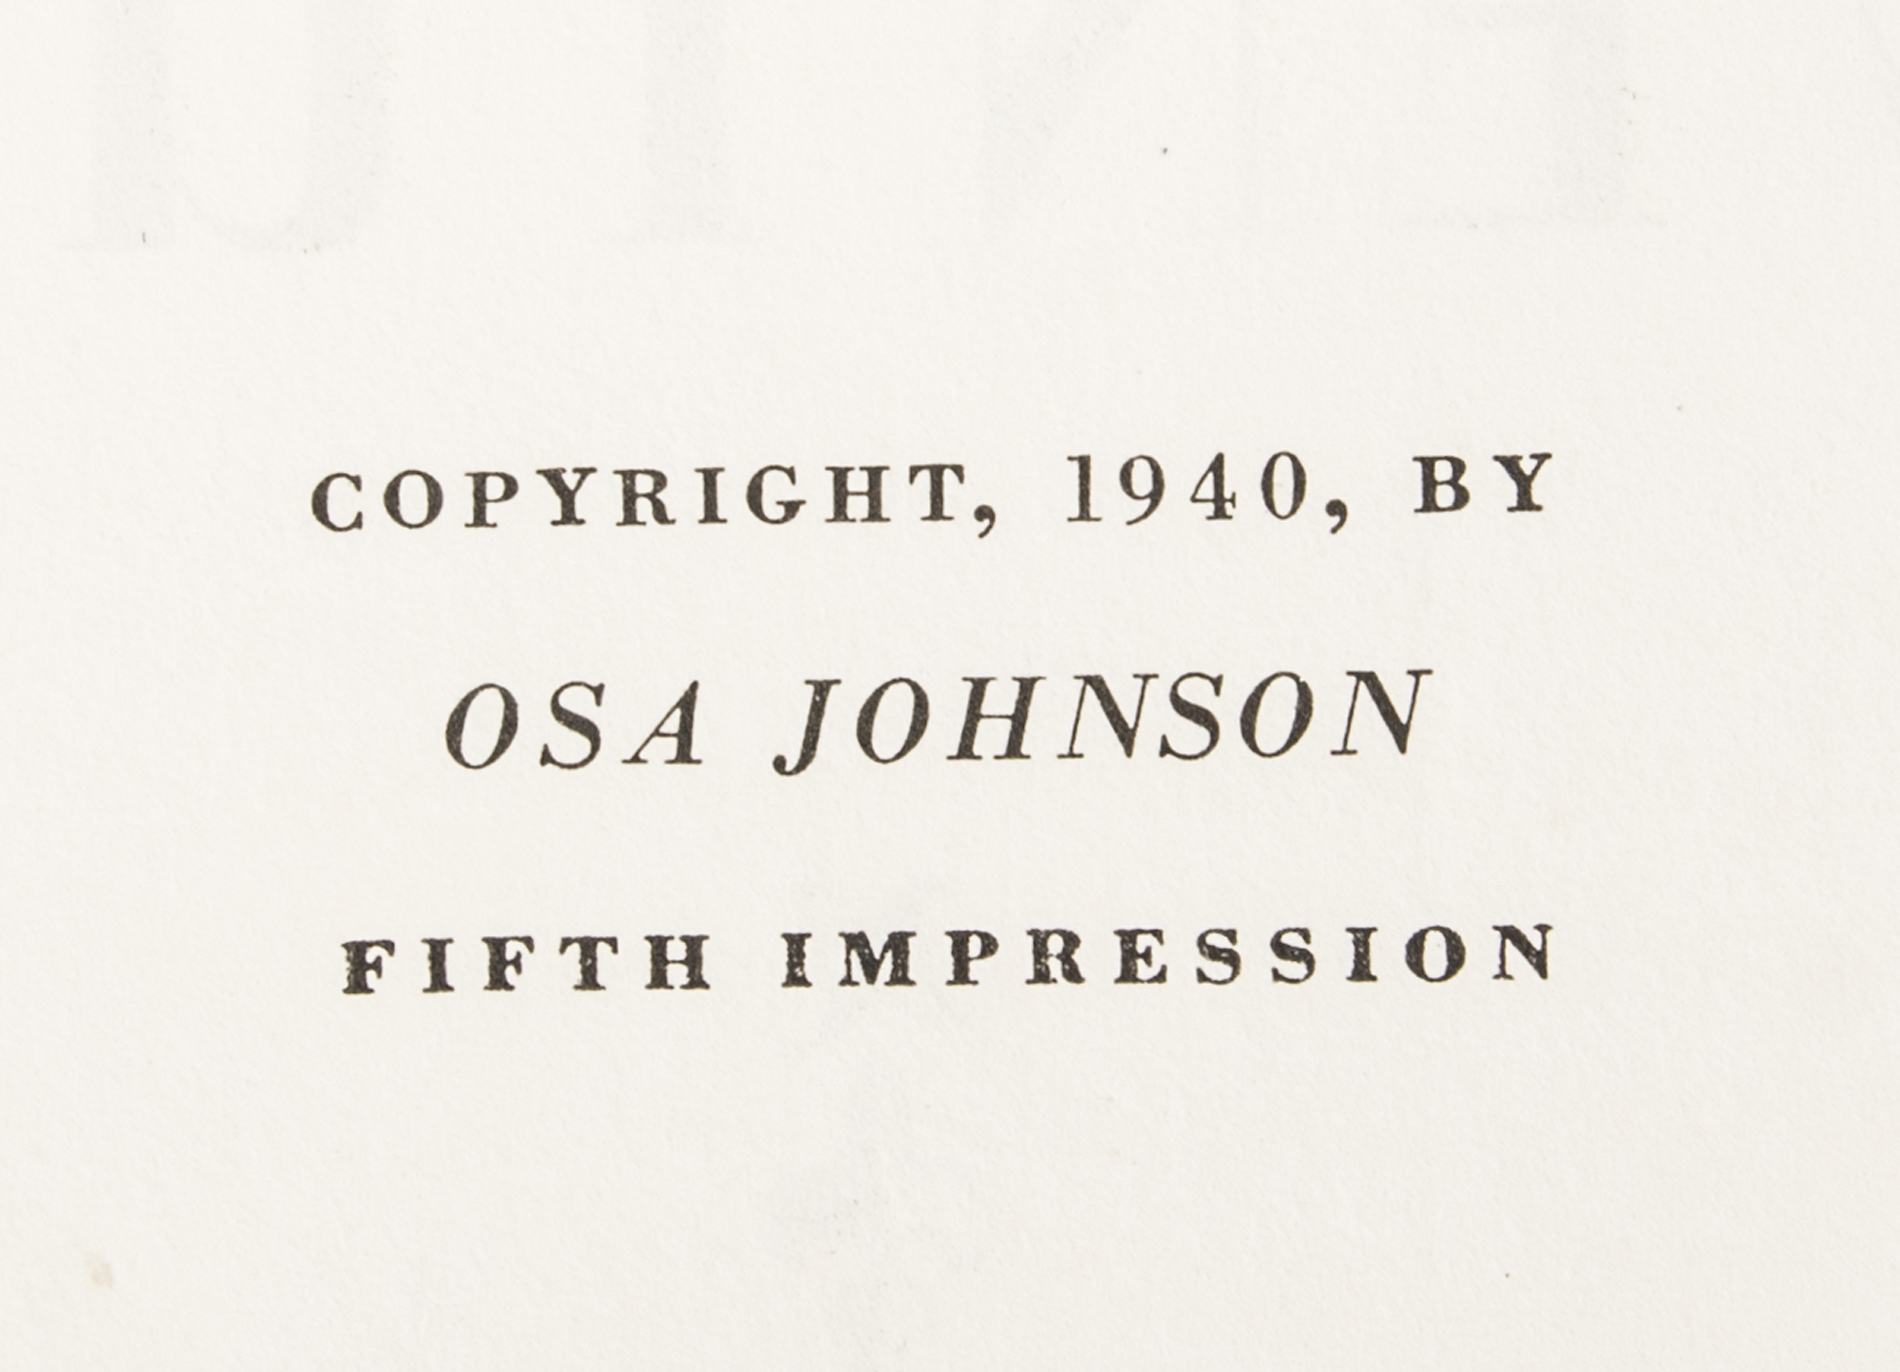 COPYRIGHT, 1940, BY
OSA JOHNSON
FIFTH IMPRESSION